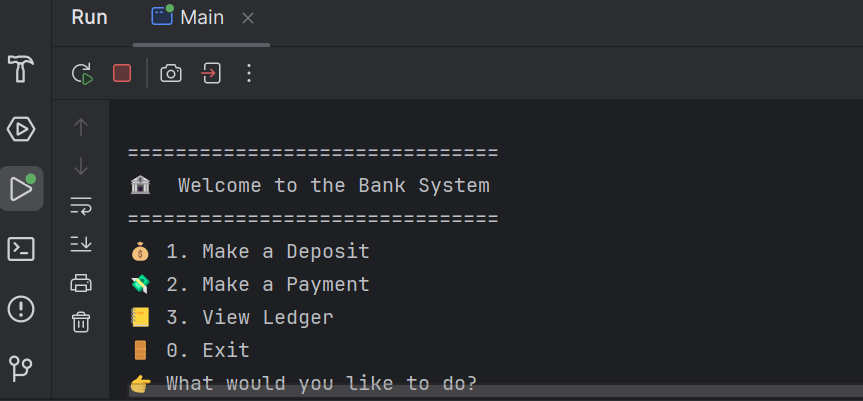 Run Main
===============================
🏦  Welcome to the Bank System
===============================
💰 1. Make a Deposit
💸 2. Make a Payment
📒 3. View Ledger
🚪 0. Exit
👉 What would you like to do?